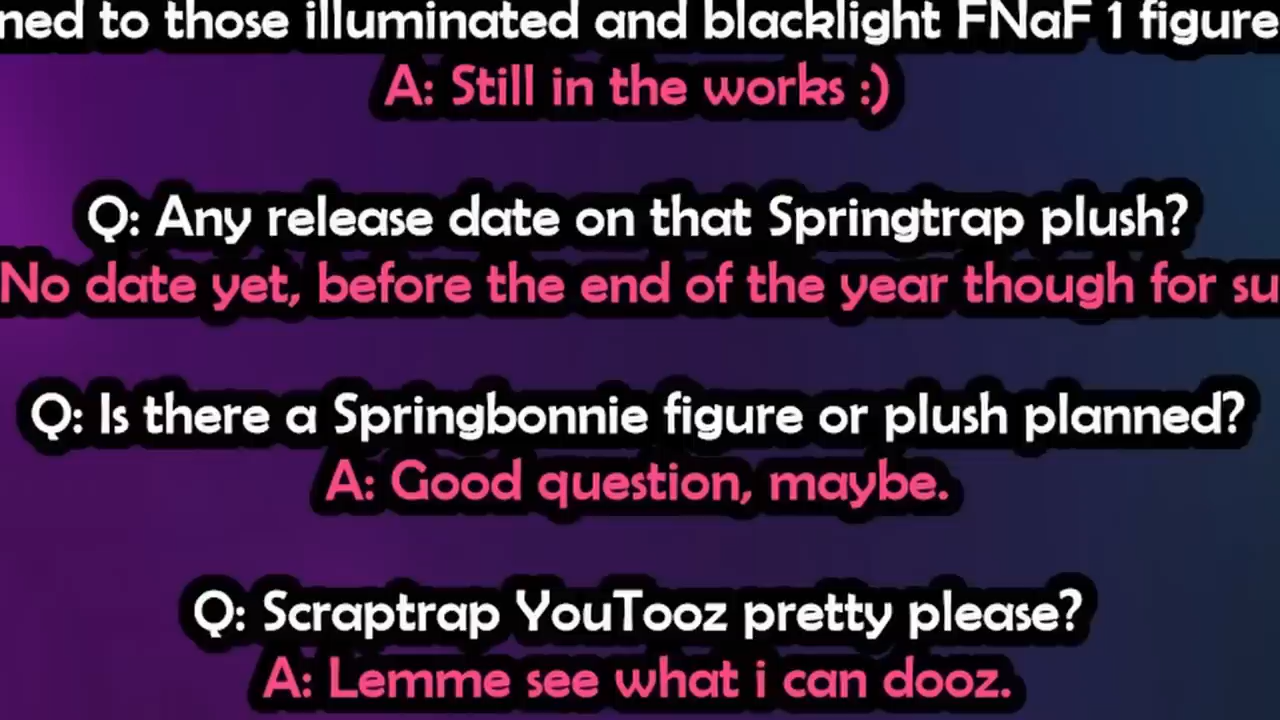 to those illuminated and blacklight FNaF 1 figure
A: Still in the works :)
Q: Any release date on that Springtrap plush?
No date yet, before the end of the year though for
Q: Is there a Springbonnie figure or plush planned?
A: Good question, maybe.
Q: Scraptrap YouTooz pretty please?
A: Lemme see what i can dooz.